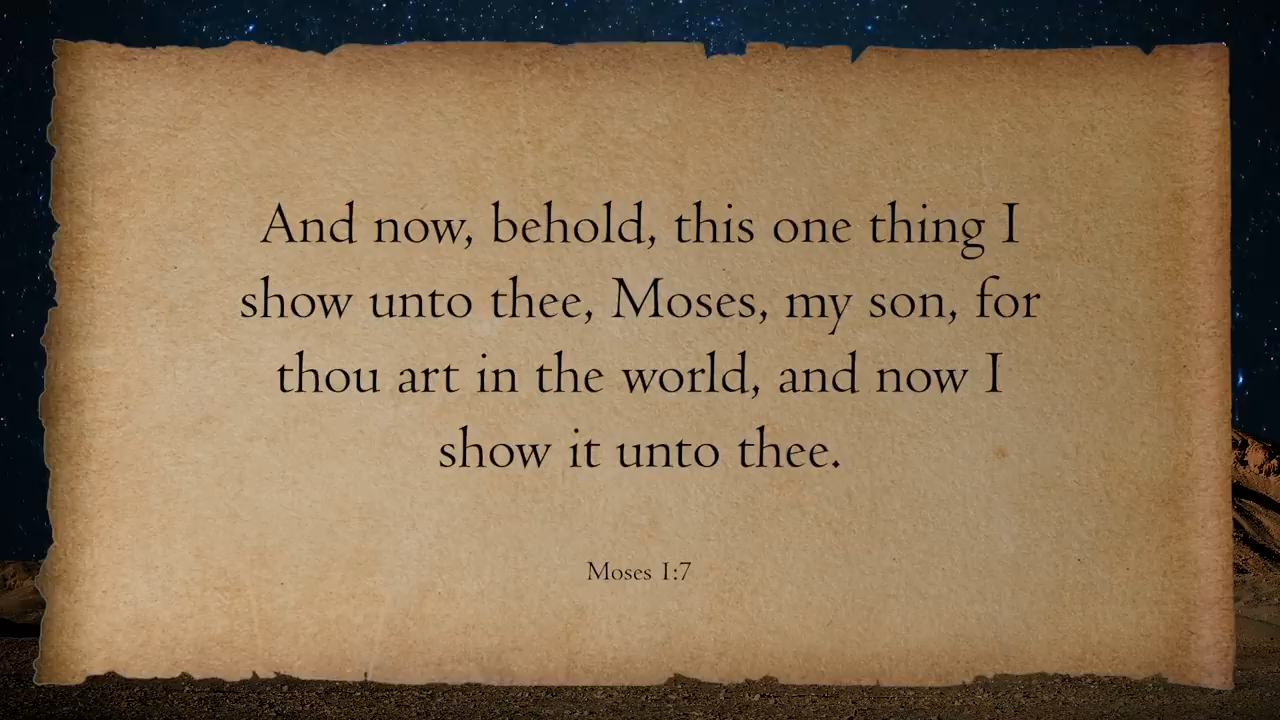 And now, behold, this one thing I
show unto thee, Moses, my son, for
thou art in the world, and now I
show it unto thee.
Moses 1:7